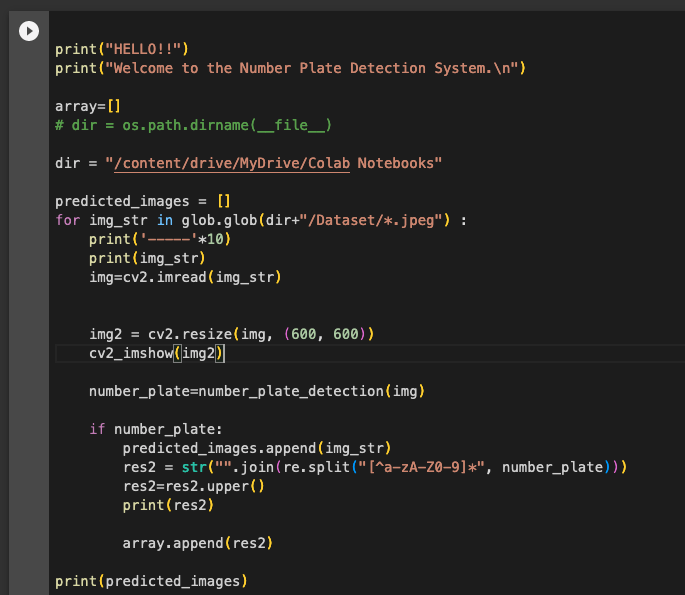 print("HELLO!!")
print("Welcome to the Number Plate Detection System.\n")
array=[]
# dir = os.path.dirname(__file__)
dir = "/content/drive/MyDrive/Colab Notebooks"
predicted_images = []
for img_str in glob.glob(dir+"/Dataset/*.jpeg") :
    print('-----'*10)
    print(img_str)
    img=cv2.imread(img_str)
    img2 = cv2.resize(img, (600, 600))
    cv2_imshow(img2)
    number_plate=number_plate_detection(img)
    if number_plate:
        predicted_images.append(img_str)
        res2 = str("".join(re.split("[^a-zA-Z0-9]*", number_plate)))
        res2=res2.upper()
        print(res2)
        array.append(res2)
print(predicted_images)